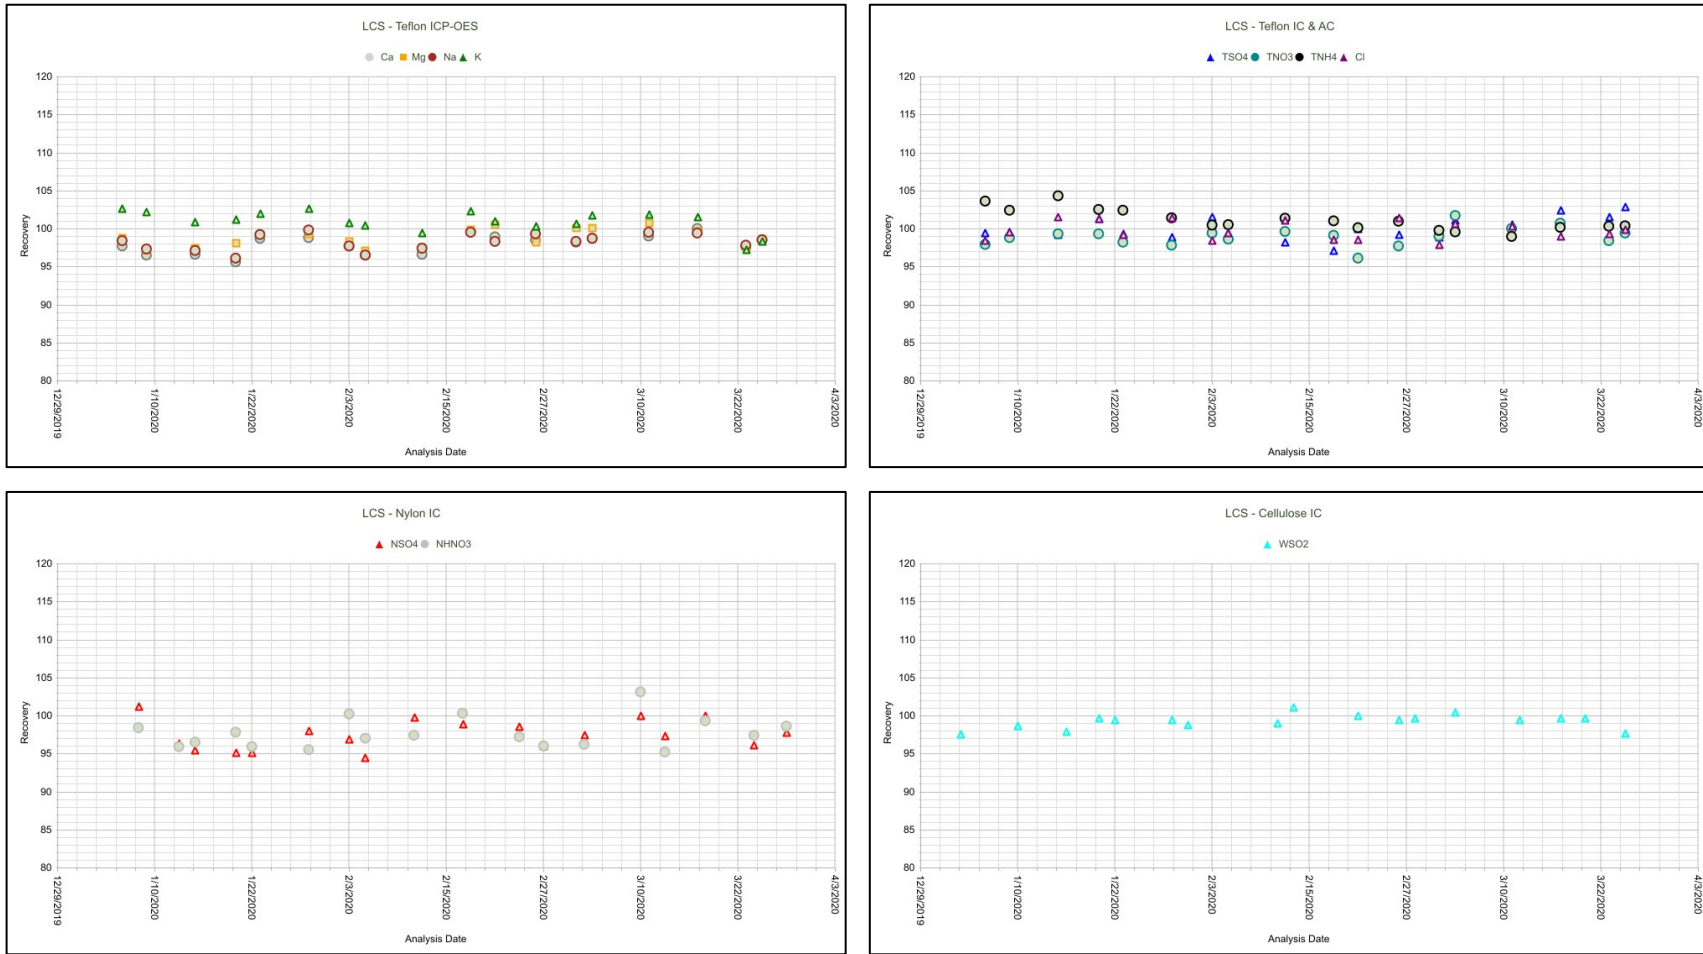 LCS - Teflon ICP-OES
Ca Mg Na K
120
115
110
105
100
95
90
85
80
Recovery
12/29/2019 1/10/2020 1/22/2020 2/3/2020 2/15/2020 2/27/2020 3/10/2020 3/22/2020 4/3/2020
Analysis Date
LCS - Teflon IC & AC
TSO4 TNO3 TNH4 Cl
120
115
110
105
100
95
90
85
80
Recovery
12/29/2019 1/10/2020 1/22/2020 2/3/2020 2/15/2020 2/27/2020 3/10/2020 3/22/2020 4/3/2020
Analysis Date
LCS - Nylon IC
NSO4 NHNO3
120
115
110
105
100
95
90
85
80
Recovery
12/29/2019 1/10/2020 1/22/2020 2/3/2020 2/15/2020 2/27/2020 3/10/2020 3/22/2020 4/3/2020
Analysis Date
LCS - Cellulose IC
WSO2
120
115
110
105
100
95
90
85
80
Recovery
12/29/2019 1/10/2020 1/22/2020 2/3/2020 2/15/2020 2/27/2020 3/10/2020 3/22/2020 4/3/2020
Analysis Date